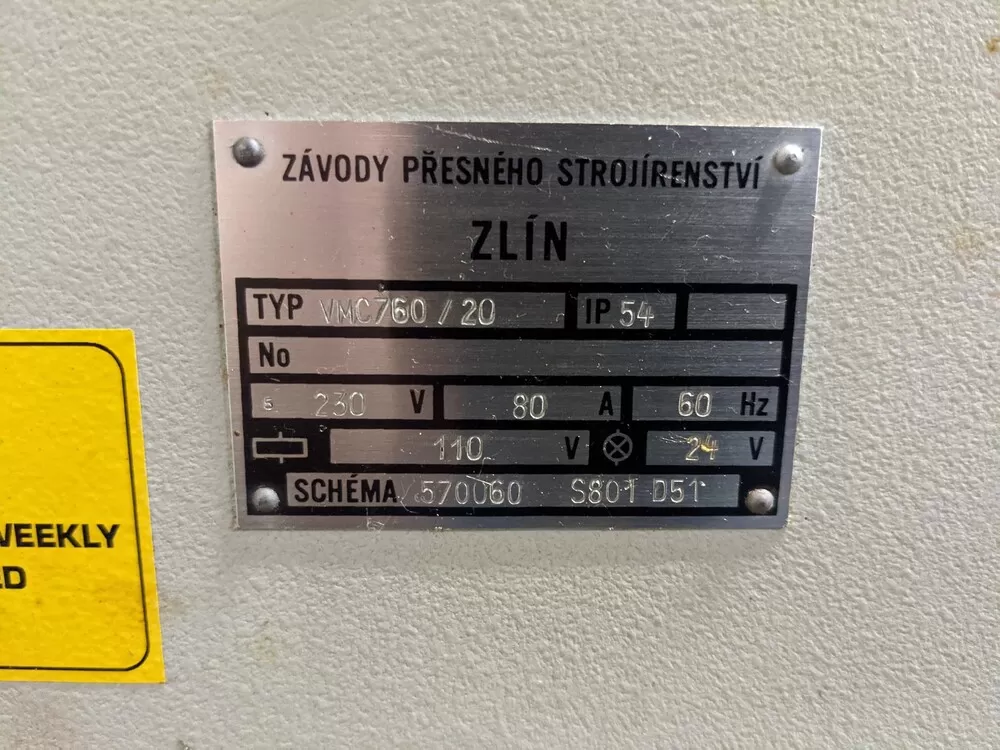 ZÁVODY PŘESNÉHO STROJÍRENSTVÍ
ZLÍN
TYP VMC760 / 20 IP 54
No
230 V 80 A 60 Hz
110 V 24 V
SCHÉMA 570060 S801 D51
WEEKLY